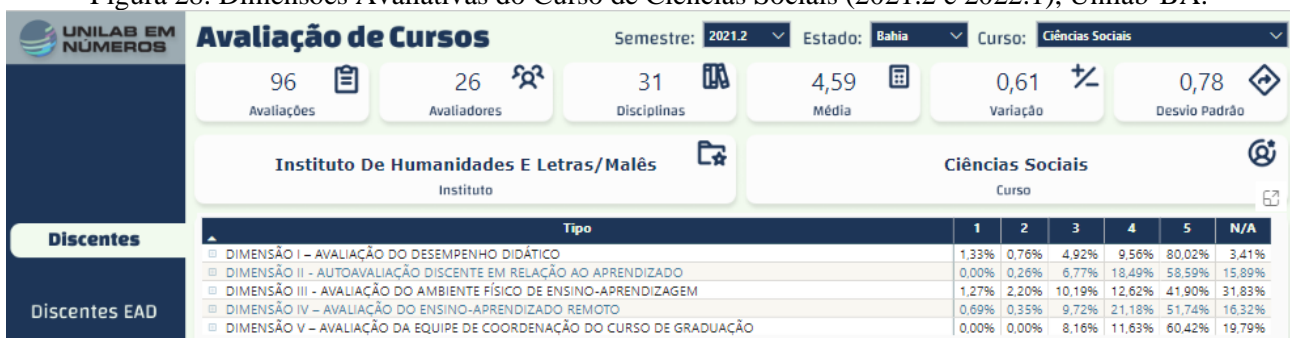 Figura 28: Dimensões Avaliativas do Curso de Ciências Sociais (2021.2 e 2022.1), Unilab-BA.
UNILAB EM NÚMEROS
Avaliação de Cursos
Semestre: 2021.2 Estado: Bahia Curso: Ciências Sociais
96 26 31 4,59 0,61 0,78
Avaliações Avaliadores Disciplinas Média Variação Desvio Padrão
Instituto De Humanidades E Letras/Malês Ciências Sociais
Instituto Curso
Discentes
Discentes EAD
Tipo 1 2 3 4 5 N/A
DIMENSÃO I – AVALIAÇÃO DO DESEMPENHO DIDÁTICO 1,33% 0,76% 4,92% 9,56% 80,02% 3,41%
DIMENSÃO II - AUTOAVALIAÇÃO DISCENTE EM RELAÇÃO AO APRENDIZADO 0,00% 0,26% 6,77% 18,49% 58,59% 15,89%
DIMENSÃO III - AVALIAÇÃO DO AMBIENTE FÍSICO DE ENSINO-APRENDIZAGEM 1,27% 2,20% 10,19% 12,62% 41,90% 31,83%
DIMENSÃO IV – AVALIAÇÃO DO ENSINO-APRENDIZADO REMOTO 0,69% 0,35% 9,72% 21,18% 51,74% 16,32%
DIMENSÃO V – AVALIAÇÃO DA EQUIPE DE COORDENAÇÃO DO CURSO DE GRADUAÇÃO 0,00% 0,00% 8,16% 11,63% 60,42% 19,79%